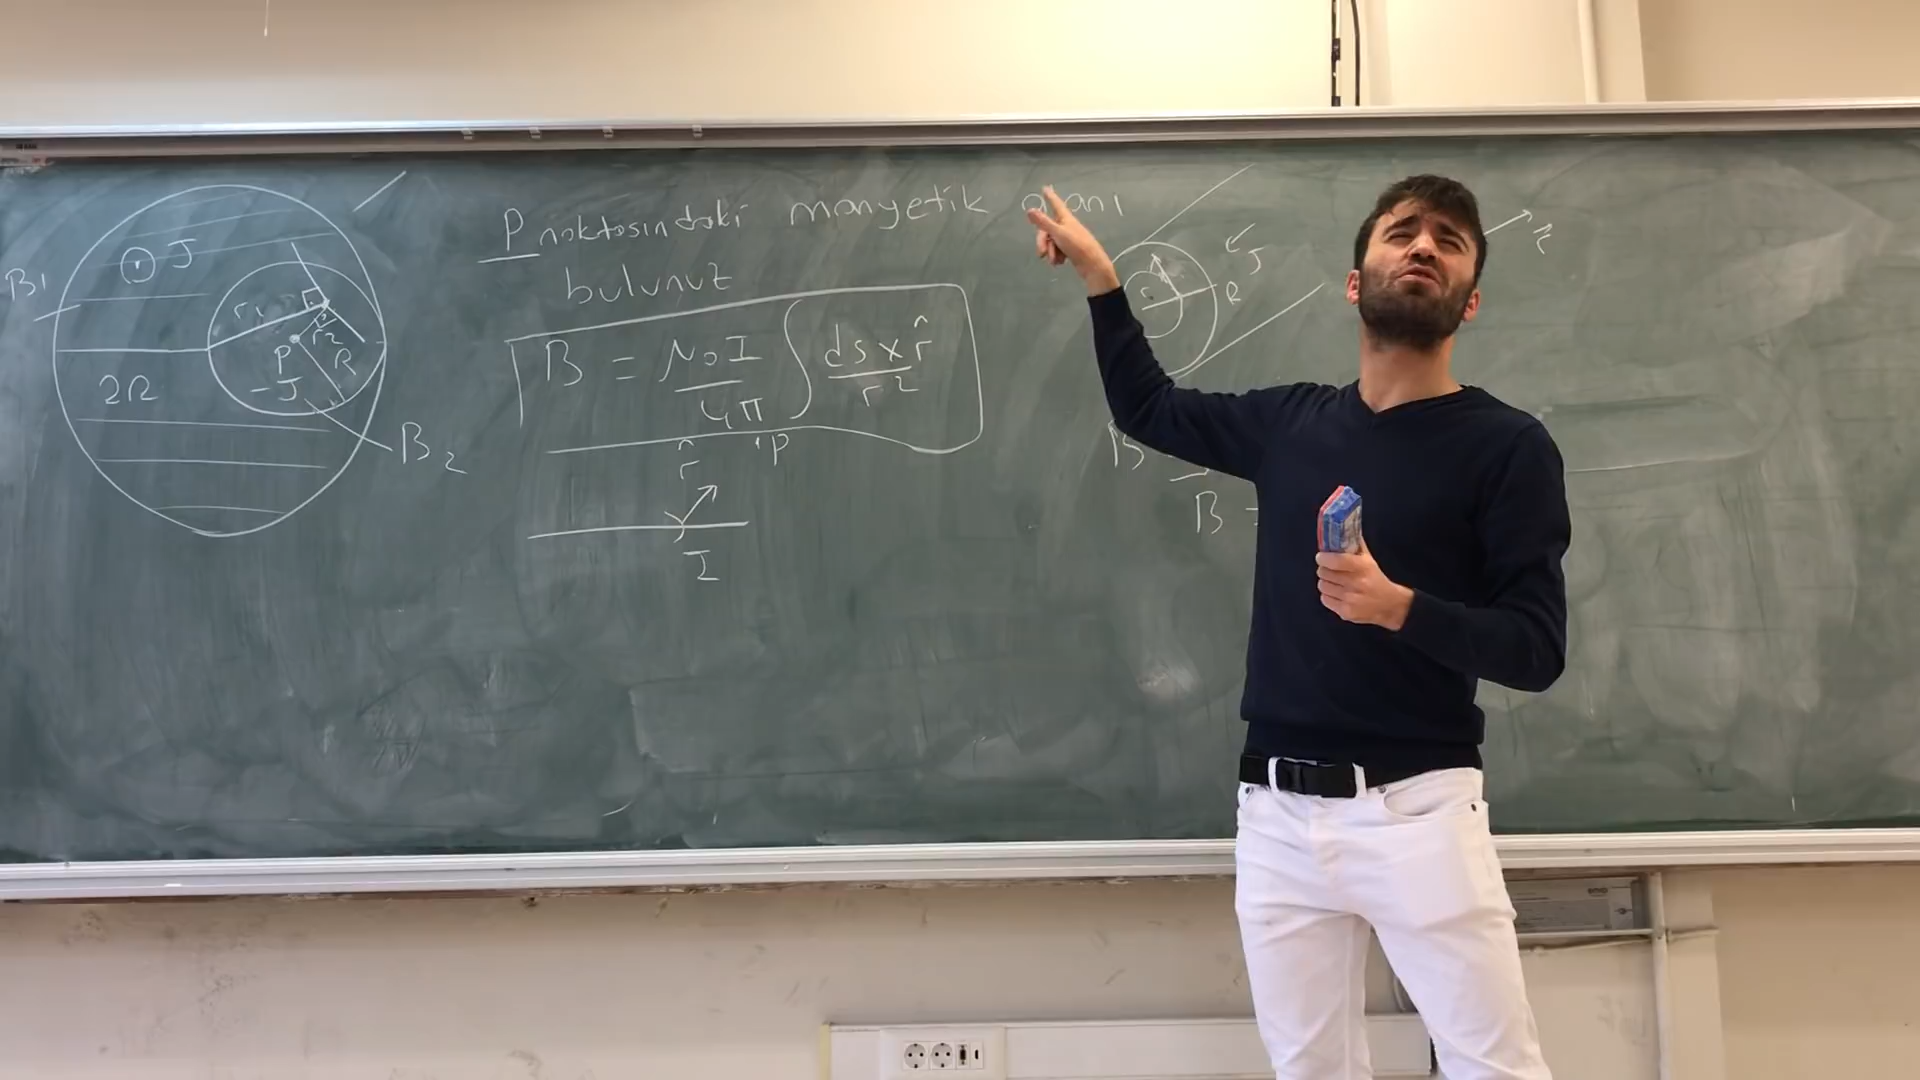 P noktasındaki manyetik alanı
bulunuz
B = μ0I / 4π ∫ ds x r̂ / r²
'P
r̂
I
B1
J
r1
r2
P
R
-J
2R
B2
J
R
r
r̂
B
B =